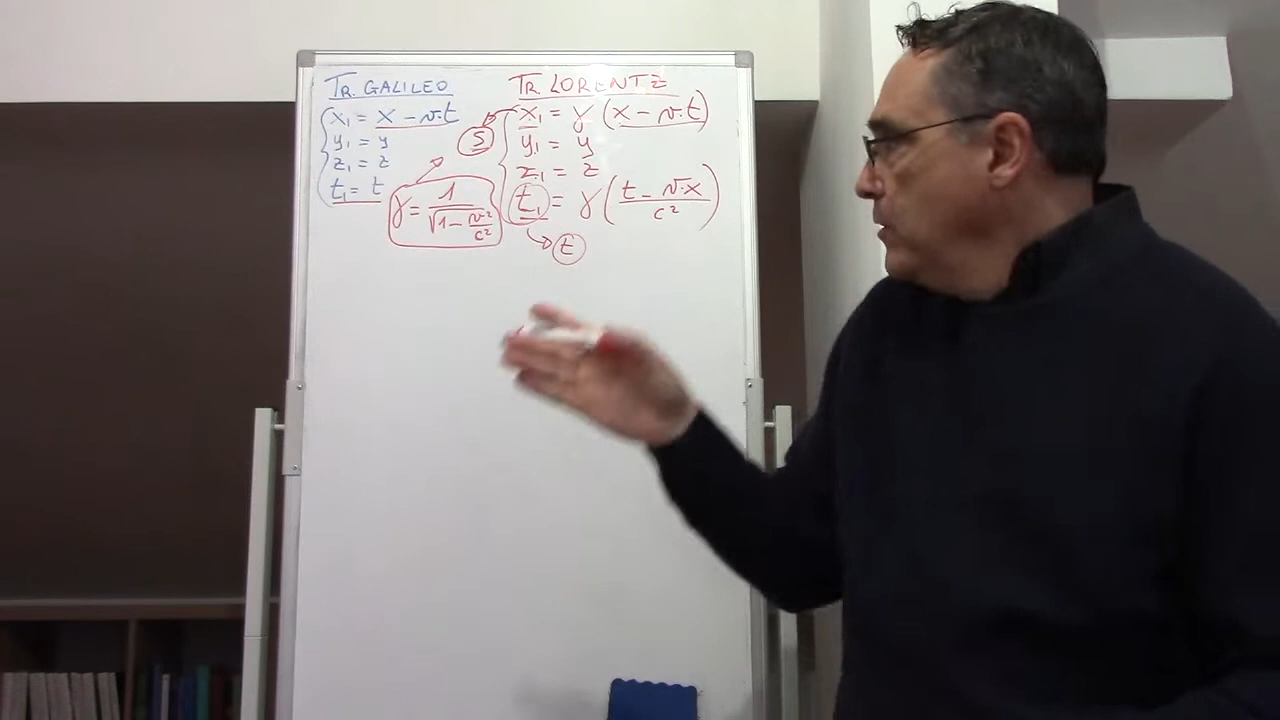 TR. GALILEO
x₁ = x - v·t
y₁ = y
z₁ = z
t₁ = t
γ = 1/√(1 - v²/c²)
TR LORENTZ
x₁ = γ (x - v·t)
y₁ = y
z₁ = z
t₁ = γ ((t - v·x)/c²)
S
t